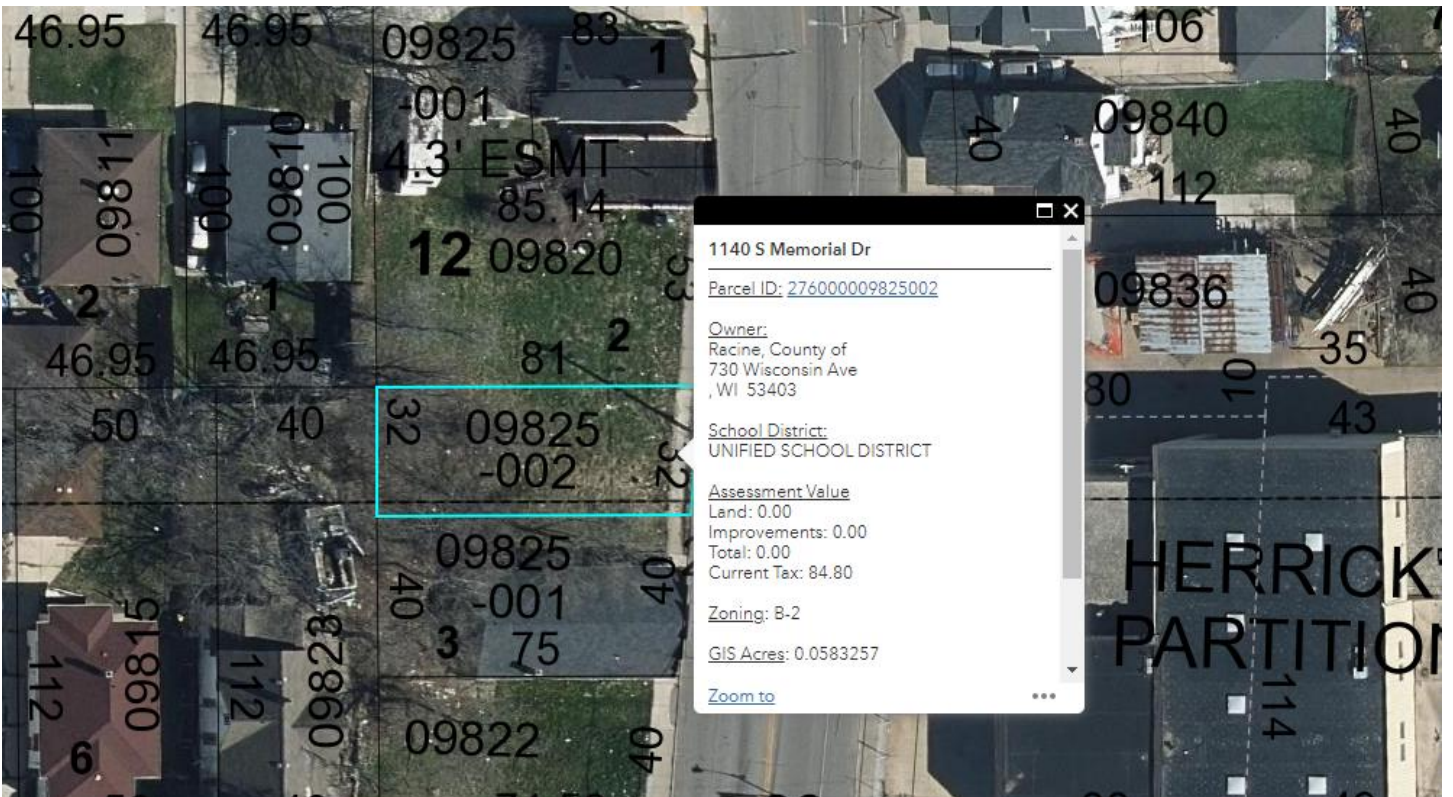 46.95
46.95
09825
-001
83
1
106
4.3' ESMT
85.14
100
09811
100
09810
100
12
09820
53
40
09840
40
112
2
1
2
46.95
46.95
81
09836
40
35
10
80
43
50
40
32
09825
-002
32
1140 S Memorial Dr
Parcel ID: 276000009825002
Owner:
Racine, County of
730 Wisconsin Ave
, WI 53403
School District:
UNIFIED SCHOOL DISTRICT
Assessment Value
Land: 0.00
Improvements: 0.00
Total: 0.00
Current Tax: 84.80
Zoning: B-2
GIS Acres: 0.0583257
Zoom to
09825
-001
40
40
3
75
HERRICK'
PARTITION
114
112
09815
112
09823
6
09822
40